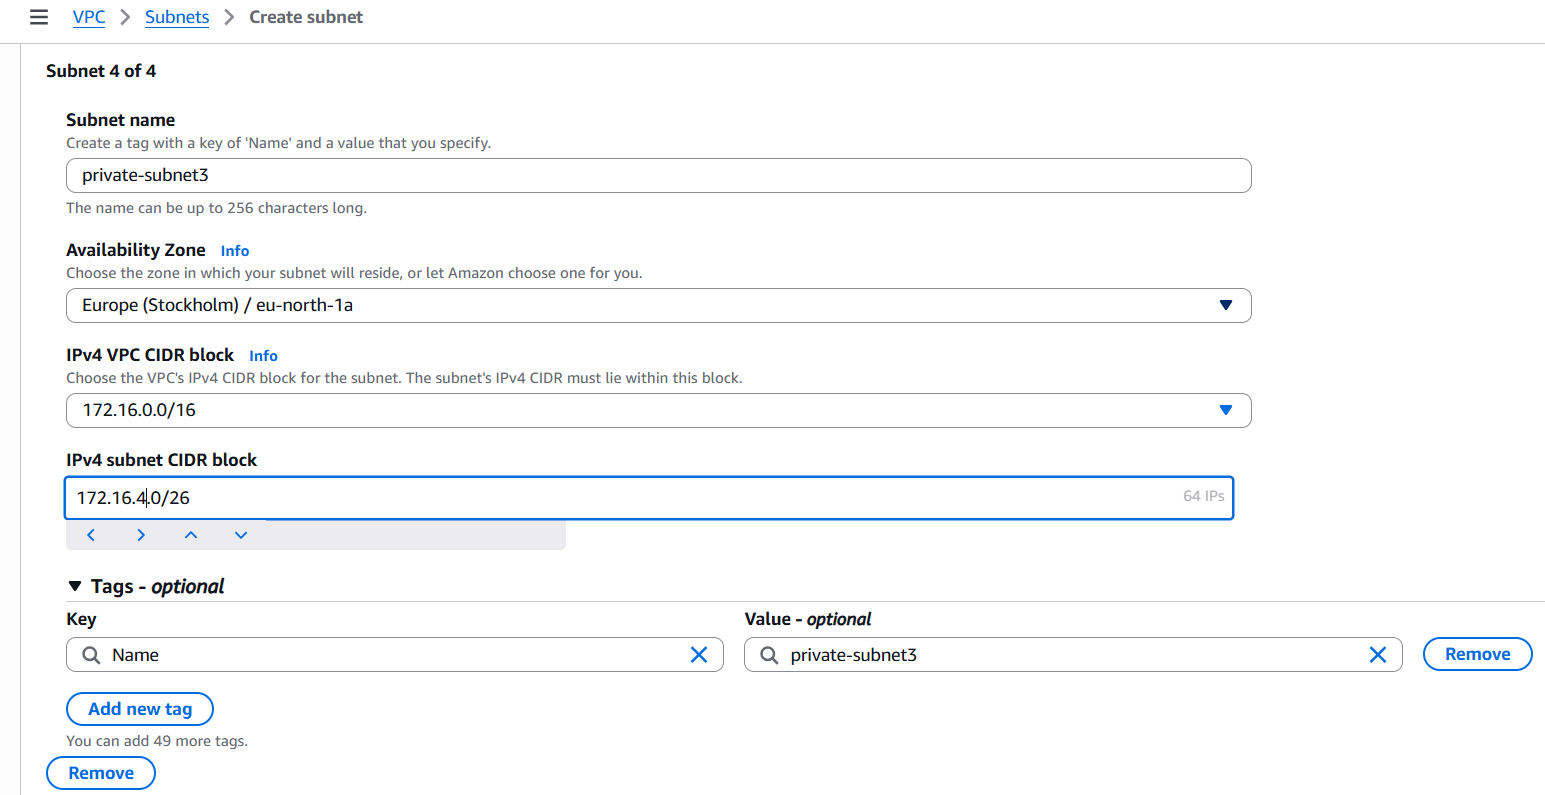 VPC > Subnets > Create subnet
Subnet 4 of 4
Subnet name
Create a tag with a key of 'Name' and a value that you specify.
private-subnet3
The name can be up to 256 characters long.
Availability Zone Info
Choose the zone in which your subnet will reside, or let Amazon choose one for you.
Europe (Stockholm) / eu-north-1a
IPv4 VPC CIDR block Info
Choose the VPC's IPv4 CIDR block for the subnet. The subnet's IPv4 CIDR must lie within this block.
172.16.0.0/16
IPv4 subnet CIDR block
172.16.4.0/26 64 IPs
Tags - optional
Key Value - optional
Name private-subnet3 Remove
Add new tag
You can add 49 more tags.
Remove